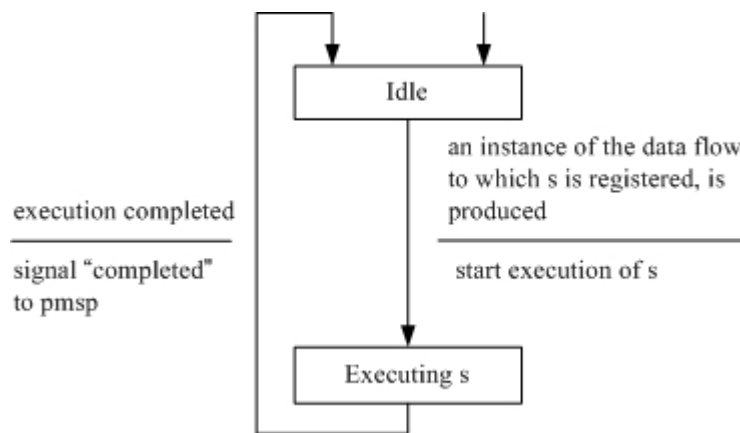 Idle
an instance of the data flow
to which s is registered, is
produced
start execution of s
execution completed
signal “completed”
to pmsp
Executing s